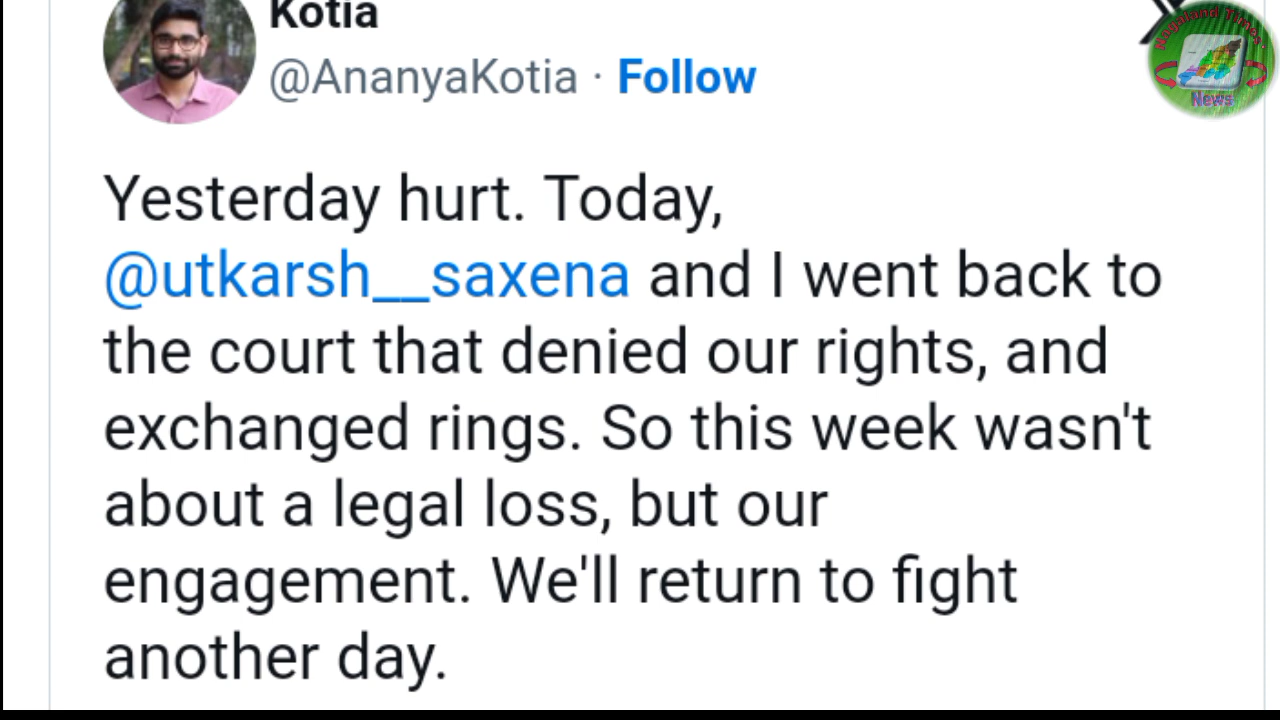 Kotia
@AnanyaKotia · Follow
Nagaland Times'
News
Yesterday hurt. Today,
@utkarsh__saxena and I went back to
the court that denied our rights, and
exchanged rings. So this week wasn't
about a legal loss, but our
engagement. We'll return to fight
another day.